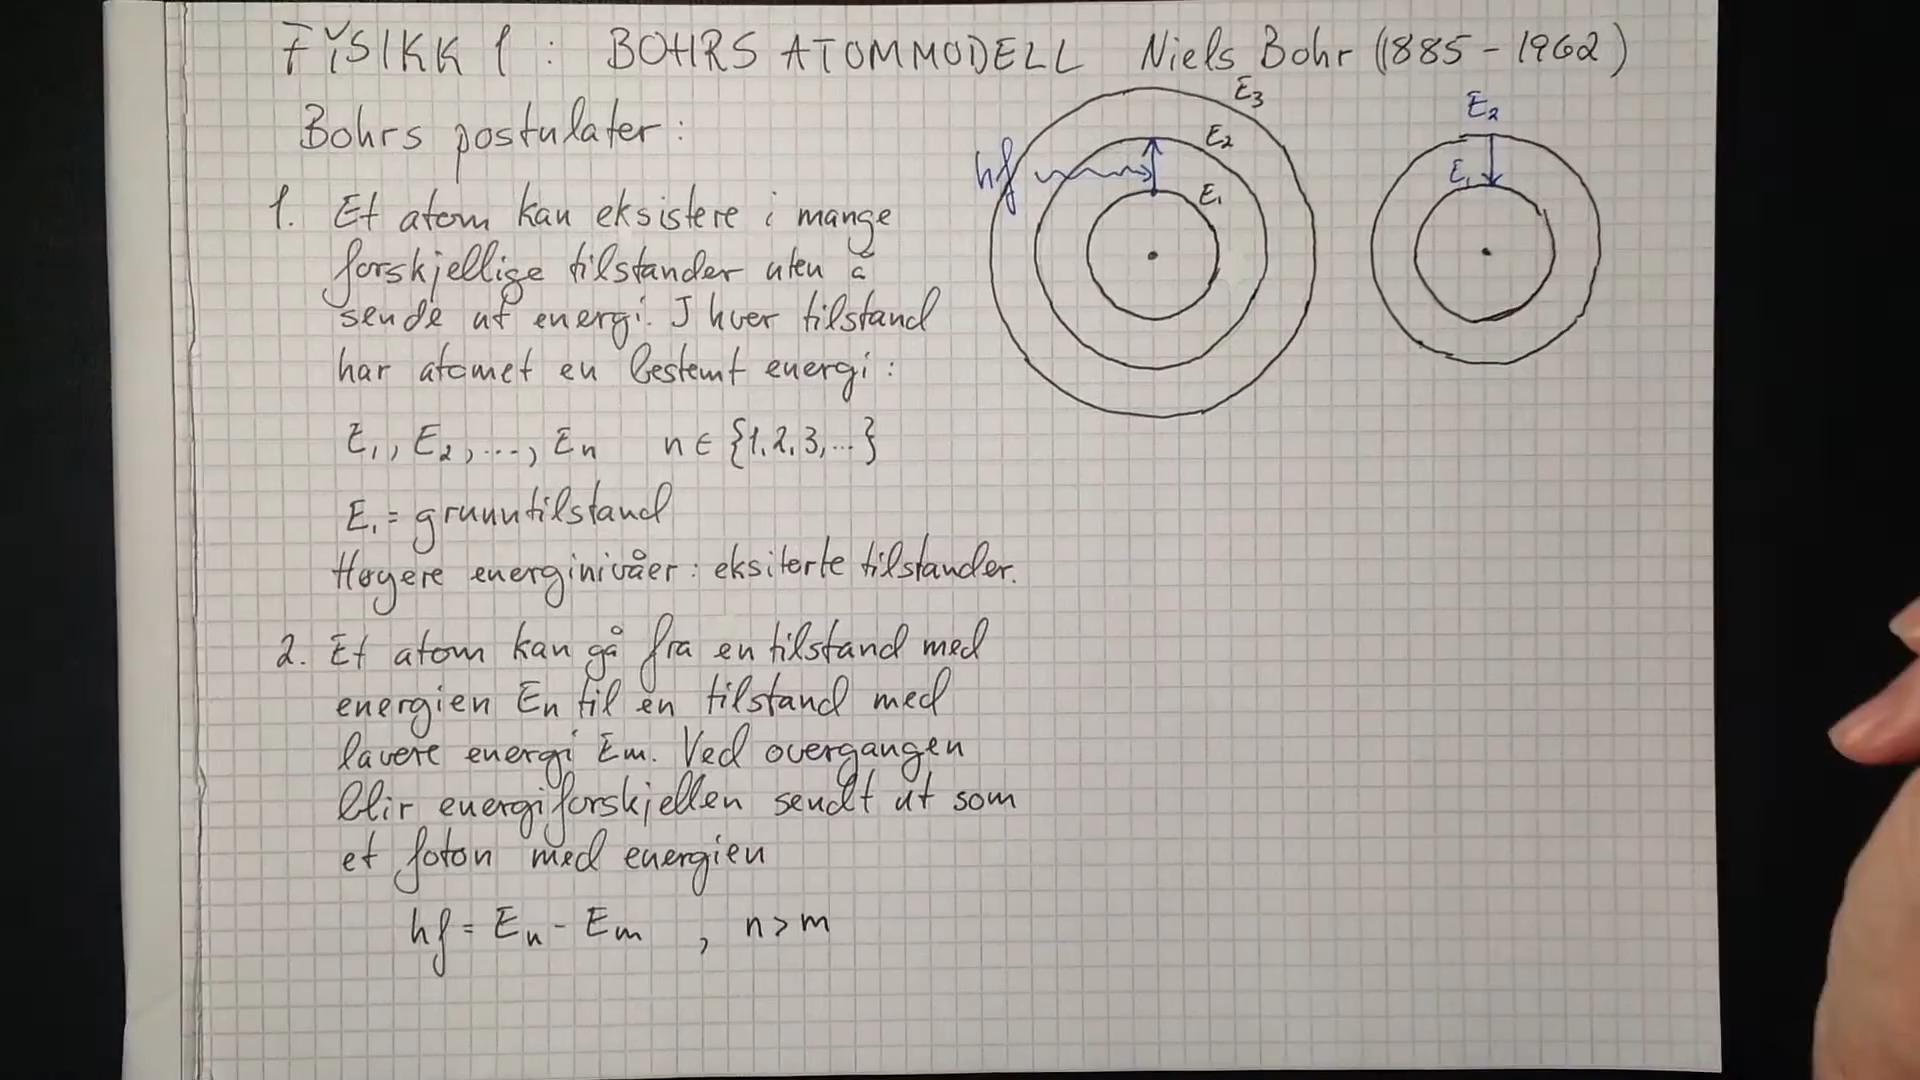 FYSIKK 1 : BOHRS ATOMMODELL Niels Bohr (1885 - 1962)
Bohrs postulater:
1. Et atom kan eksistere i mange
forskjellige tilstander uten å
sende ut energi. I hver tilstand
har atomet en bestemt energi:
E₁, E₂, ..., En n ∈ {1, 2, 3, ...}
E₁ = grunntilstand
Høyere energinivåer: eksiterte tilstander.
2. Et atom kan gå fra en tilstand med
energien En til en tilstand med
lavere energi Em. Ved overgangen
blir energiforskjellen sendt ut som
et foton med energien
hf = En - Em , n > m
E₃
E₂
hf
E₁
E₂
E₁